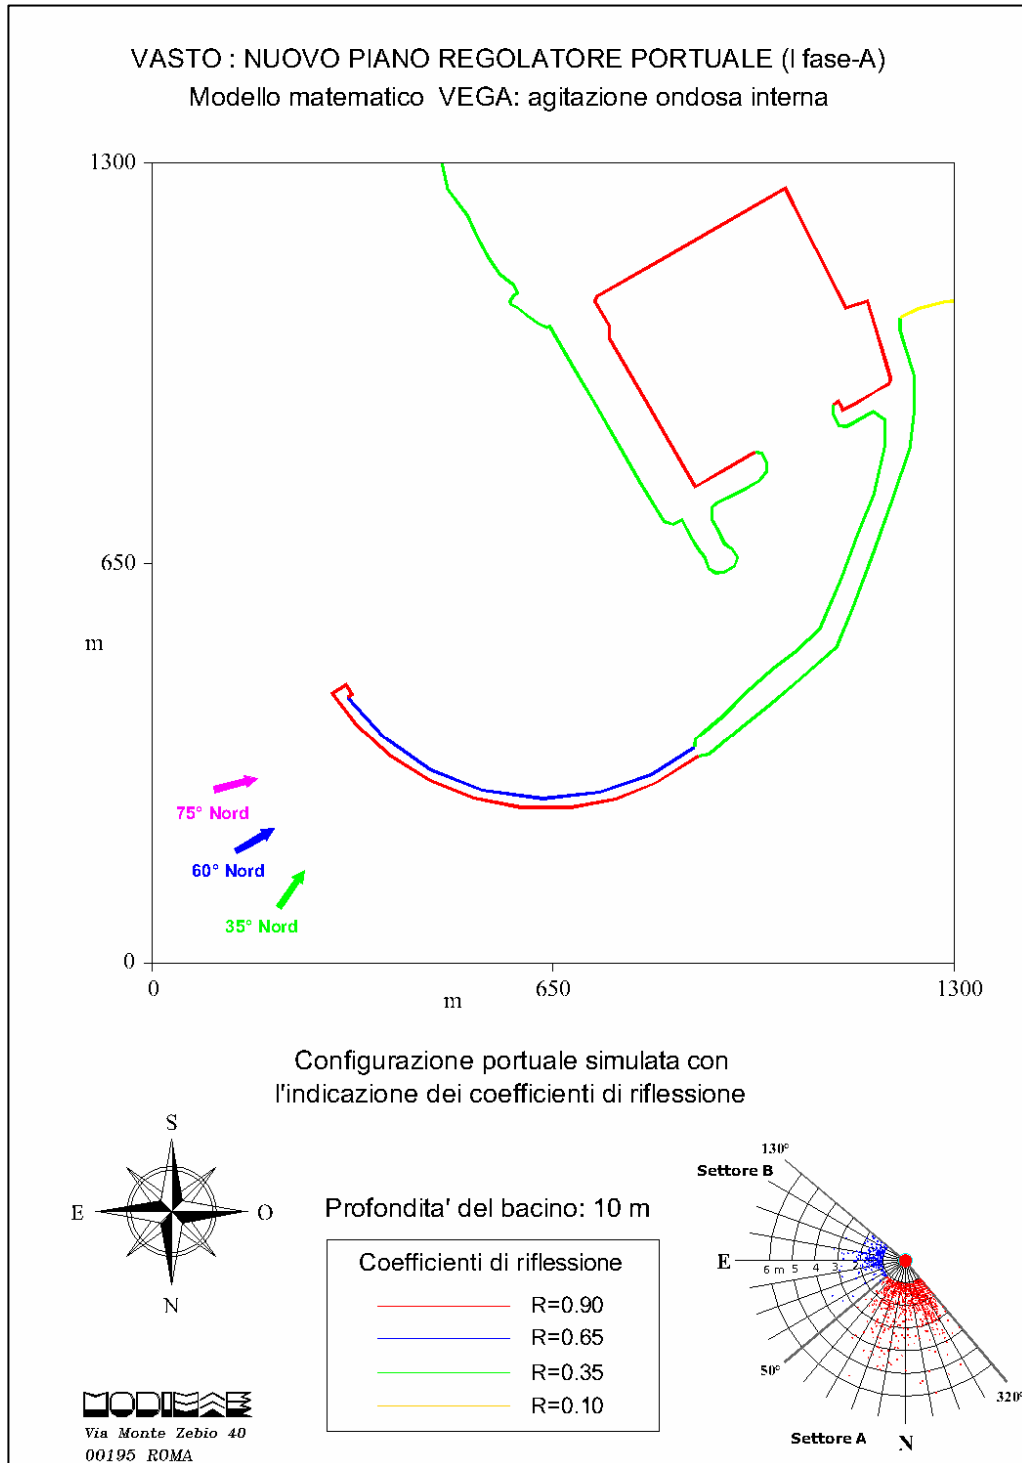 VASTO : NUOVO PIANO REGOLATORE PORTUALE (I fase-A)
Modello matematico VEGA: agitazione ondosa interna
1300
650
m
0
75° Nord
60° Nord
35° Nord
0
m
650
1300
Configurazione portuale simulata con
l'indicazione dei coefficienti di riflessione
S
E
O
N
Profondita' del bacino: 10 m
Coefficienti di riflessione
R=0.90
R=0.65
R=0.35
R=0.10
130°
Settore B
E
6 m 5 4 3 2
50°
320°
Settore A
N
MODIMAR
Via Monte Zebio 40
00195 ROMA